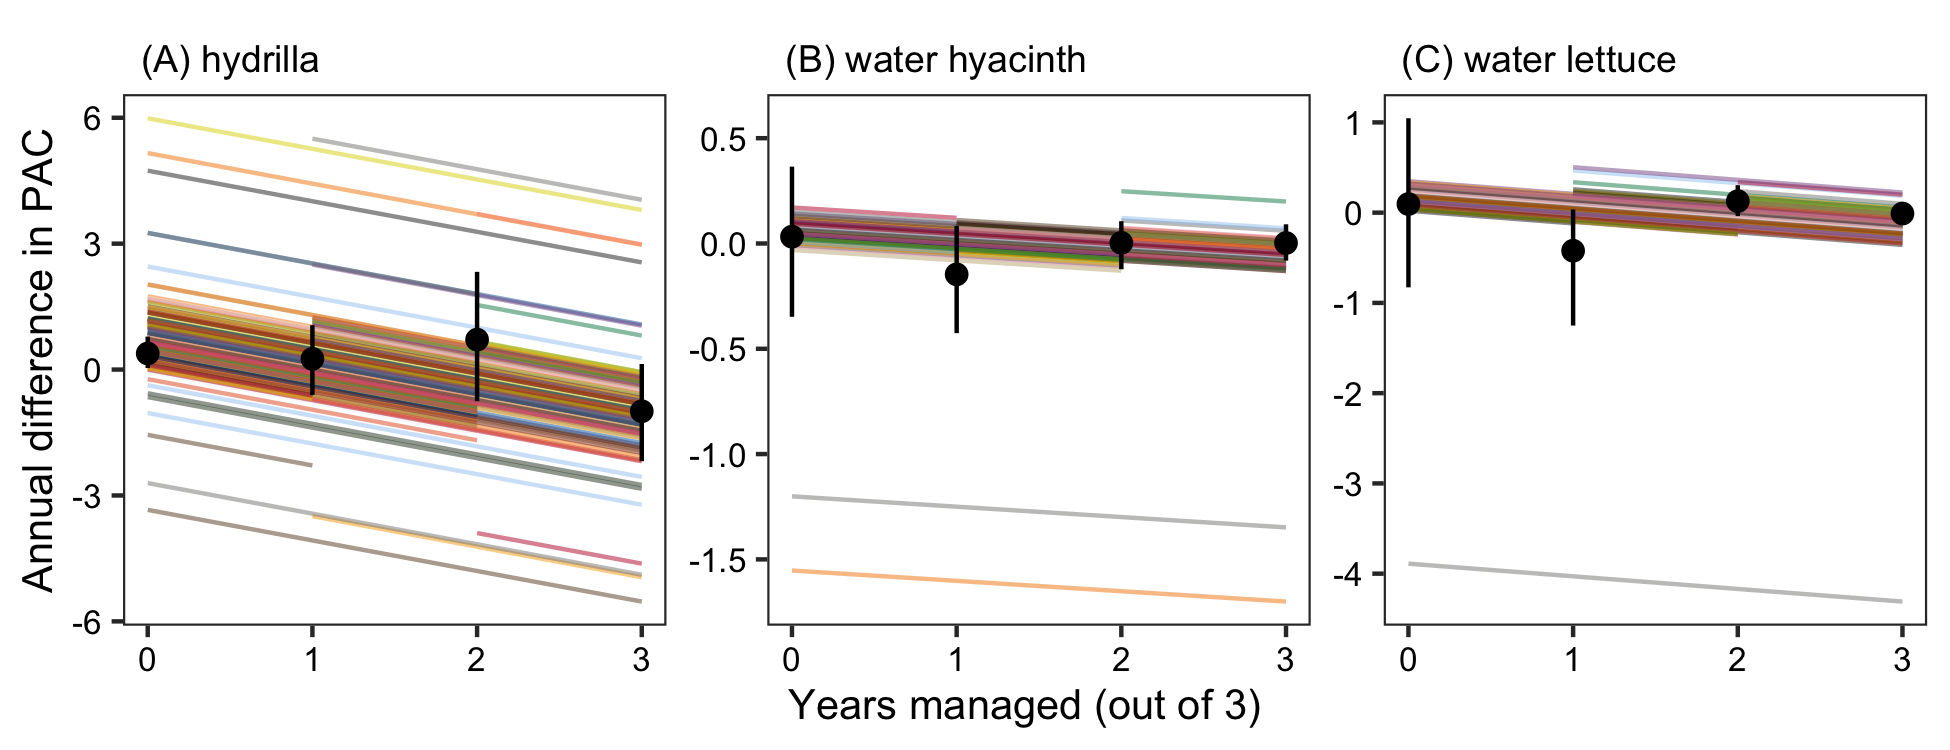 (A) hydrilla
(B) water hyacinth
(C) water lettuce
Annual difference in PAC
6
3
0
-3
-6
0 1 2 3
0.5
0.0
-0.5
-1.0
-1.5
0 1 2 3
1
0
-1
-2
-3
-4
0 1 2 3
Years managed (out of 3)